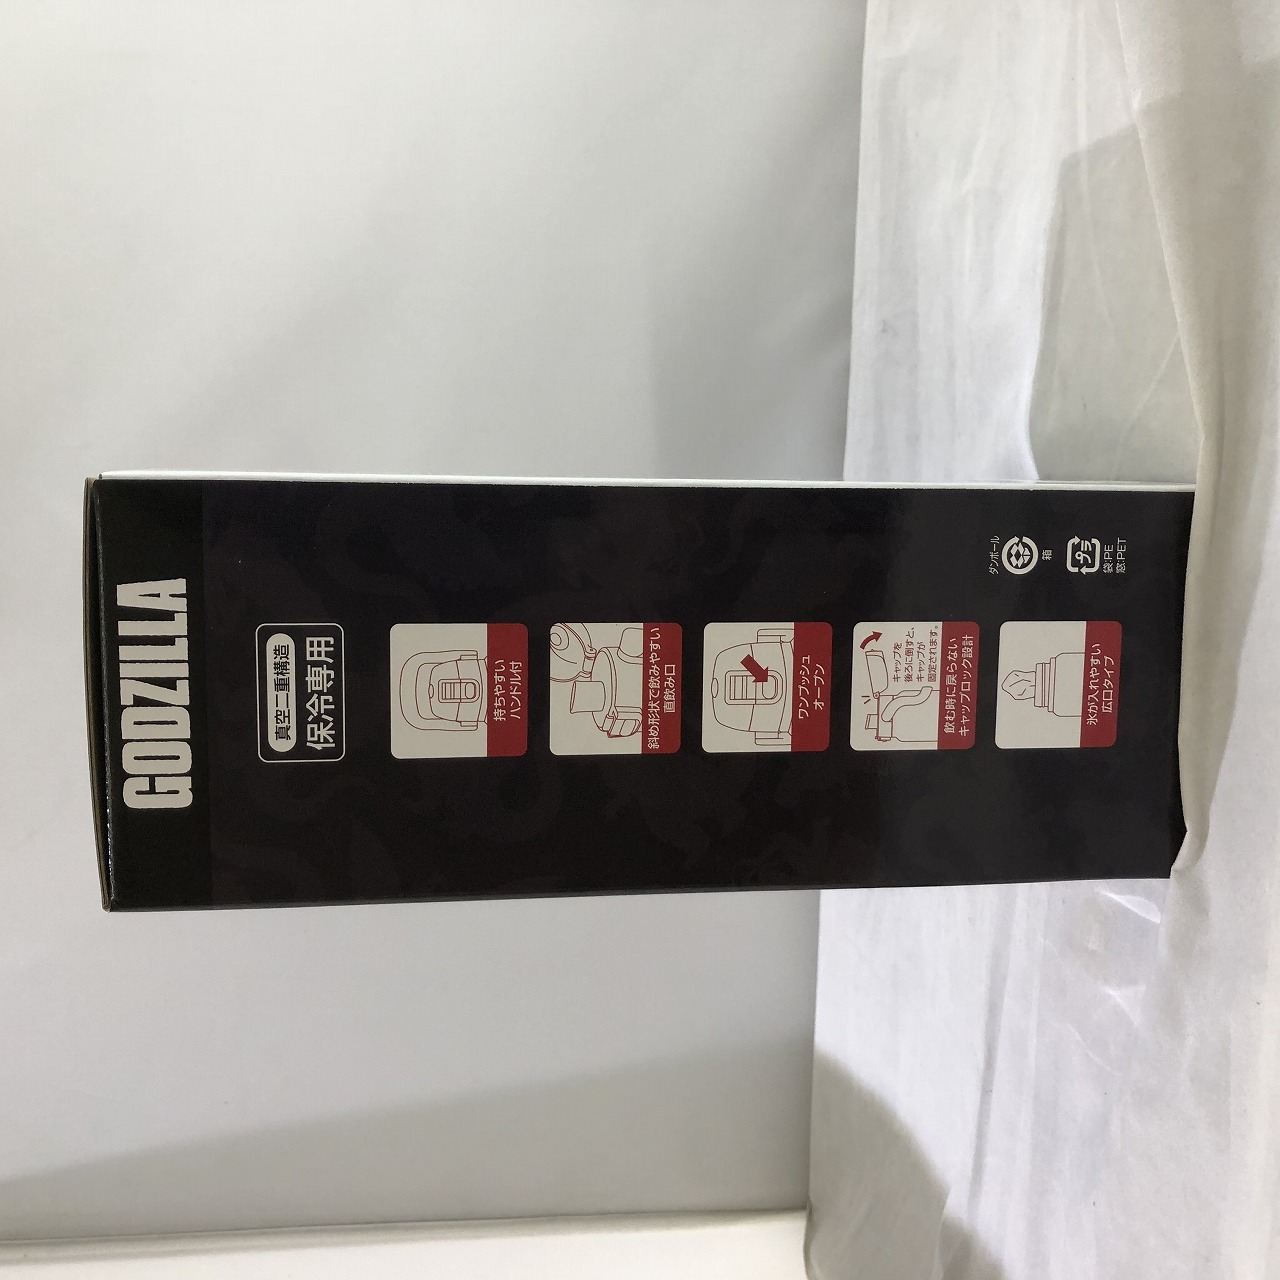 GODZILLA
真空二重構造
保冷専用
持ちやすい
ハンドル付
斜め形状で飲みやすい
直飲み口
ワンプッシュ
オープン
キャップを
後ろに倒すと、
キャップが
固定されます。
飲む時に戻らない
キャップロック設計
氷が入れやすい
広口タイプ
ダンボール
箱
プラ
袋:PE
窓:PET